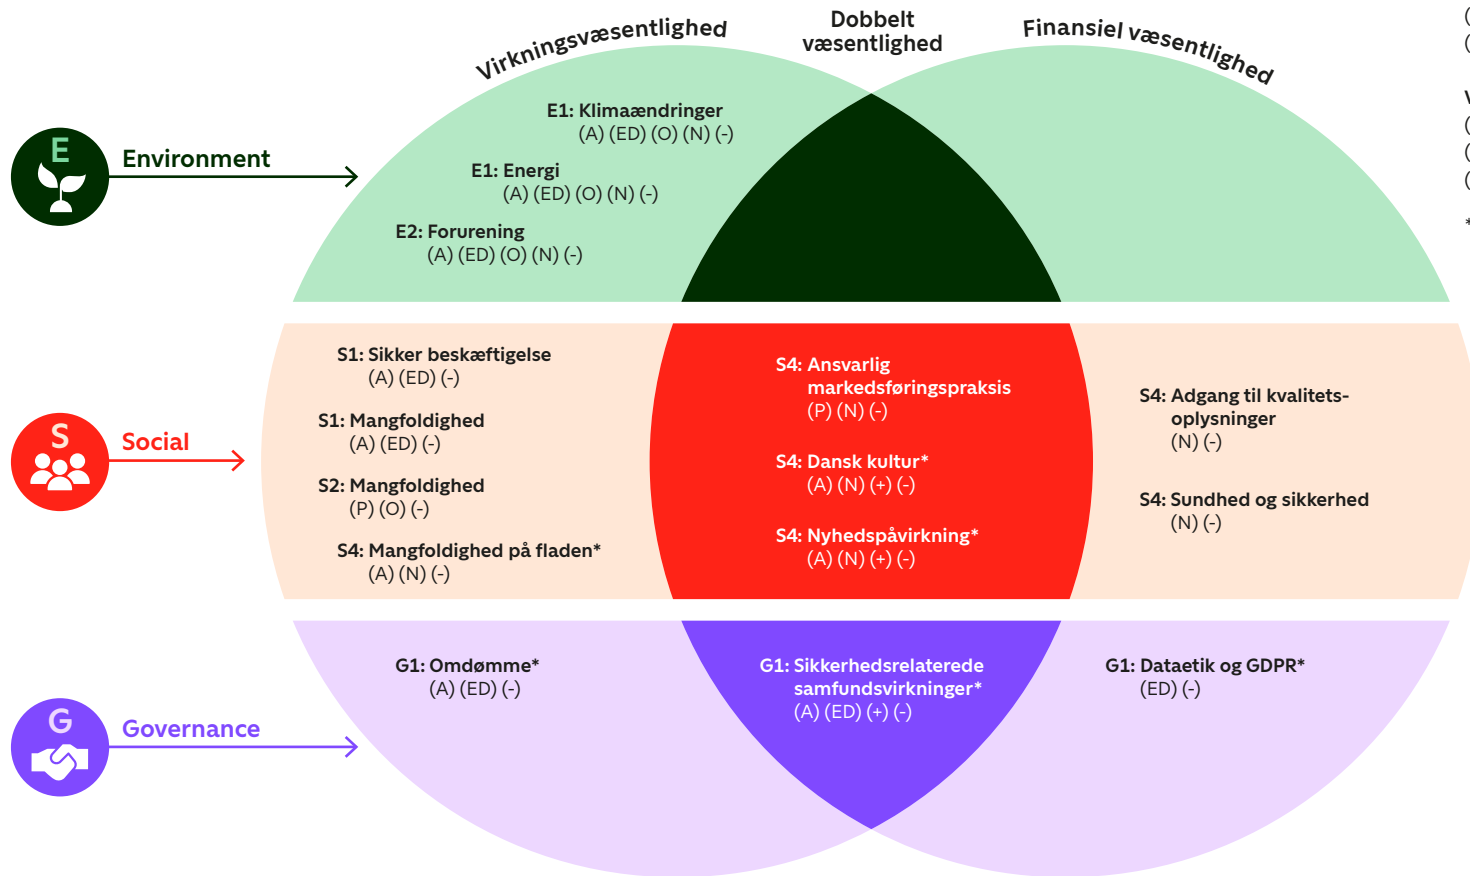 Virkningsvæsentlighed
Dobbelt
væsentlighed
Finansiel væsentlighed
E
Environment
E1: Klimaændringer
(A) (ED) (O) (N) (-)
E1: Energi
(A) (ED) (O) (N) (-)
E2: Forurening
(A) (ED) (O) (N) (-)
S
Social
S1: Sikker beskæftigelse
(A) (ED) (-)
S1: Mangfoldighed
(A) (ED) (-)
S2: Mangfoldighed
(P) (O) (-)
S4: Mangfoldighed på fladen*
(A) (N) (-)
S4: Ansvarlig
markedsføringspraksis
(P) (N) (-)
S4: Dansk kultur*
(A) (N) (+) (-)
S4: Nyhedspåvirkning*
(A) (N) (+) (-)
S4: Adgang til kvalitets-
oplysninger
(N) (-)
S4: Sundhed og sikkerhed
(N) (-)
G
Governance
G1: Omdømme*
(A) (ED) (-)
G1: Sikkerhedsrelaterede
samfundsvirkninger*
(A) (ED) (+) (-)
G1: Dataetik og GDPR*
(ED) (-)